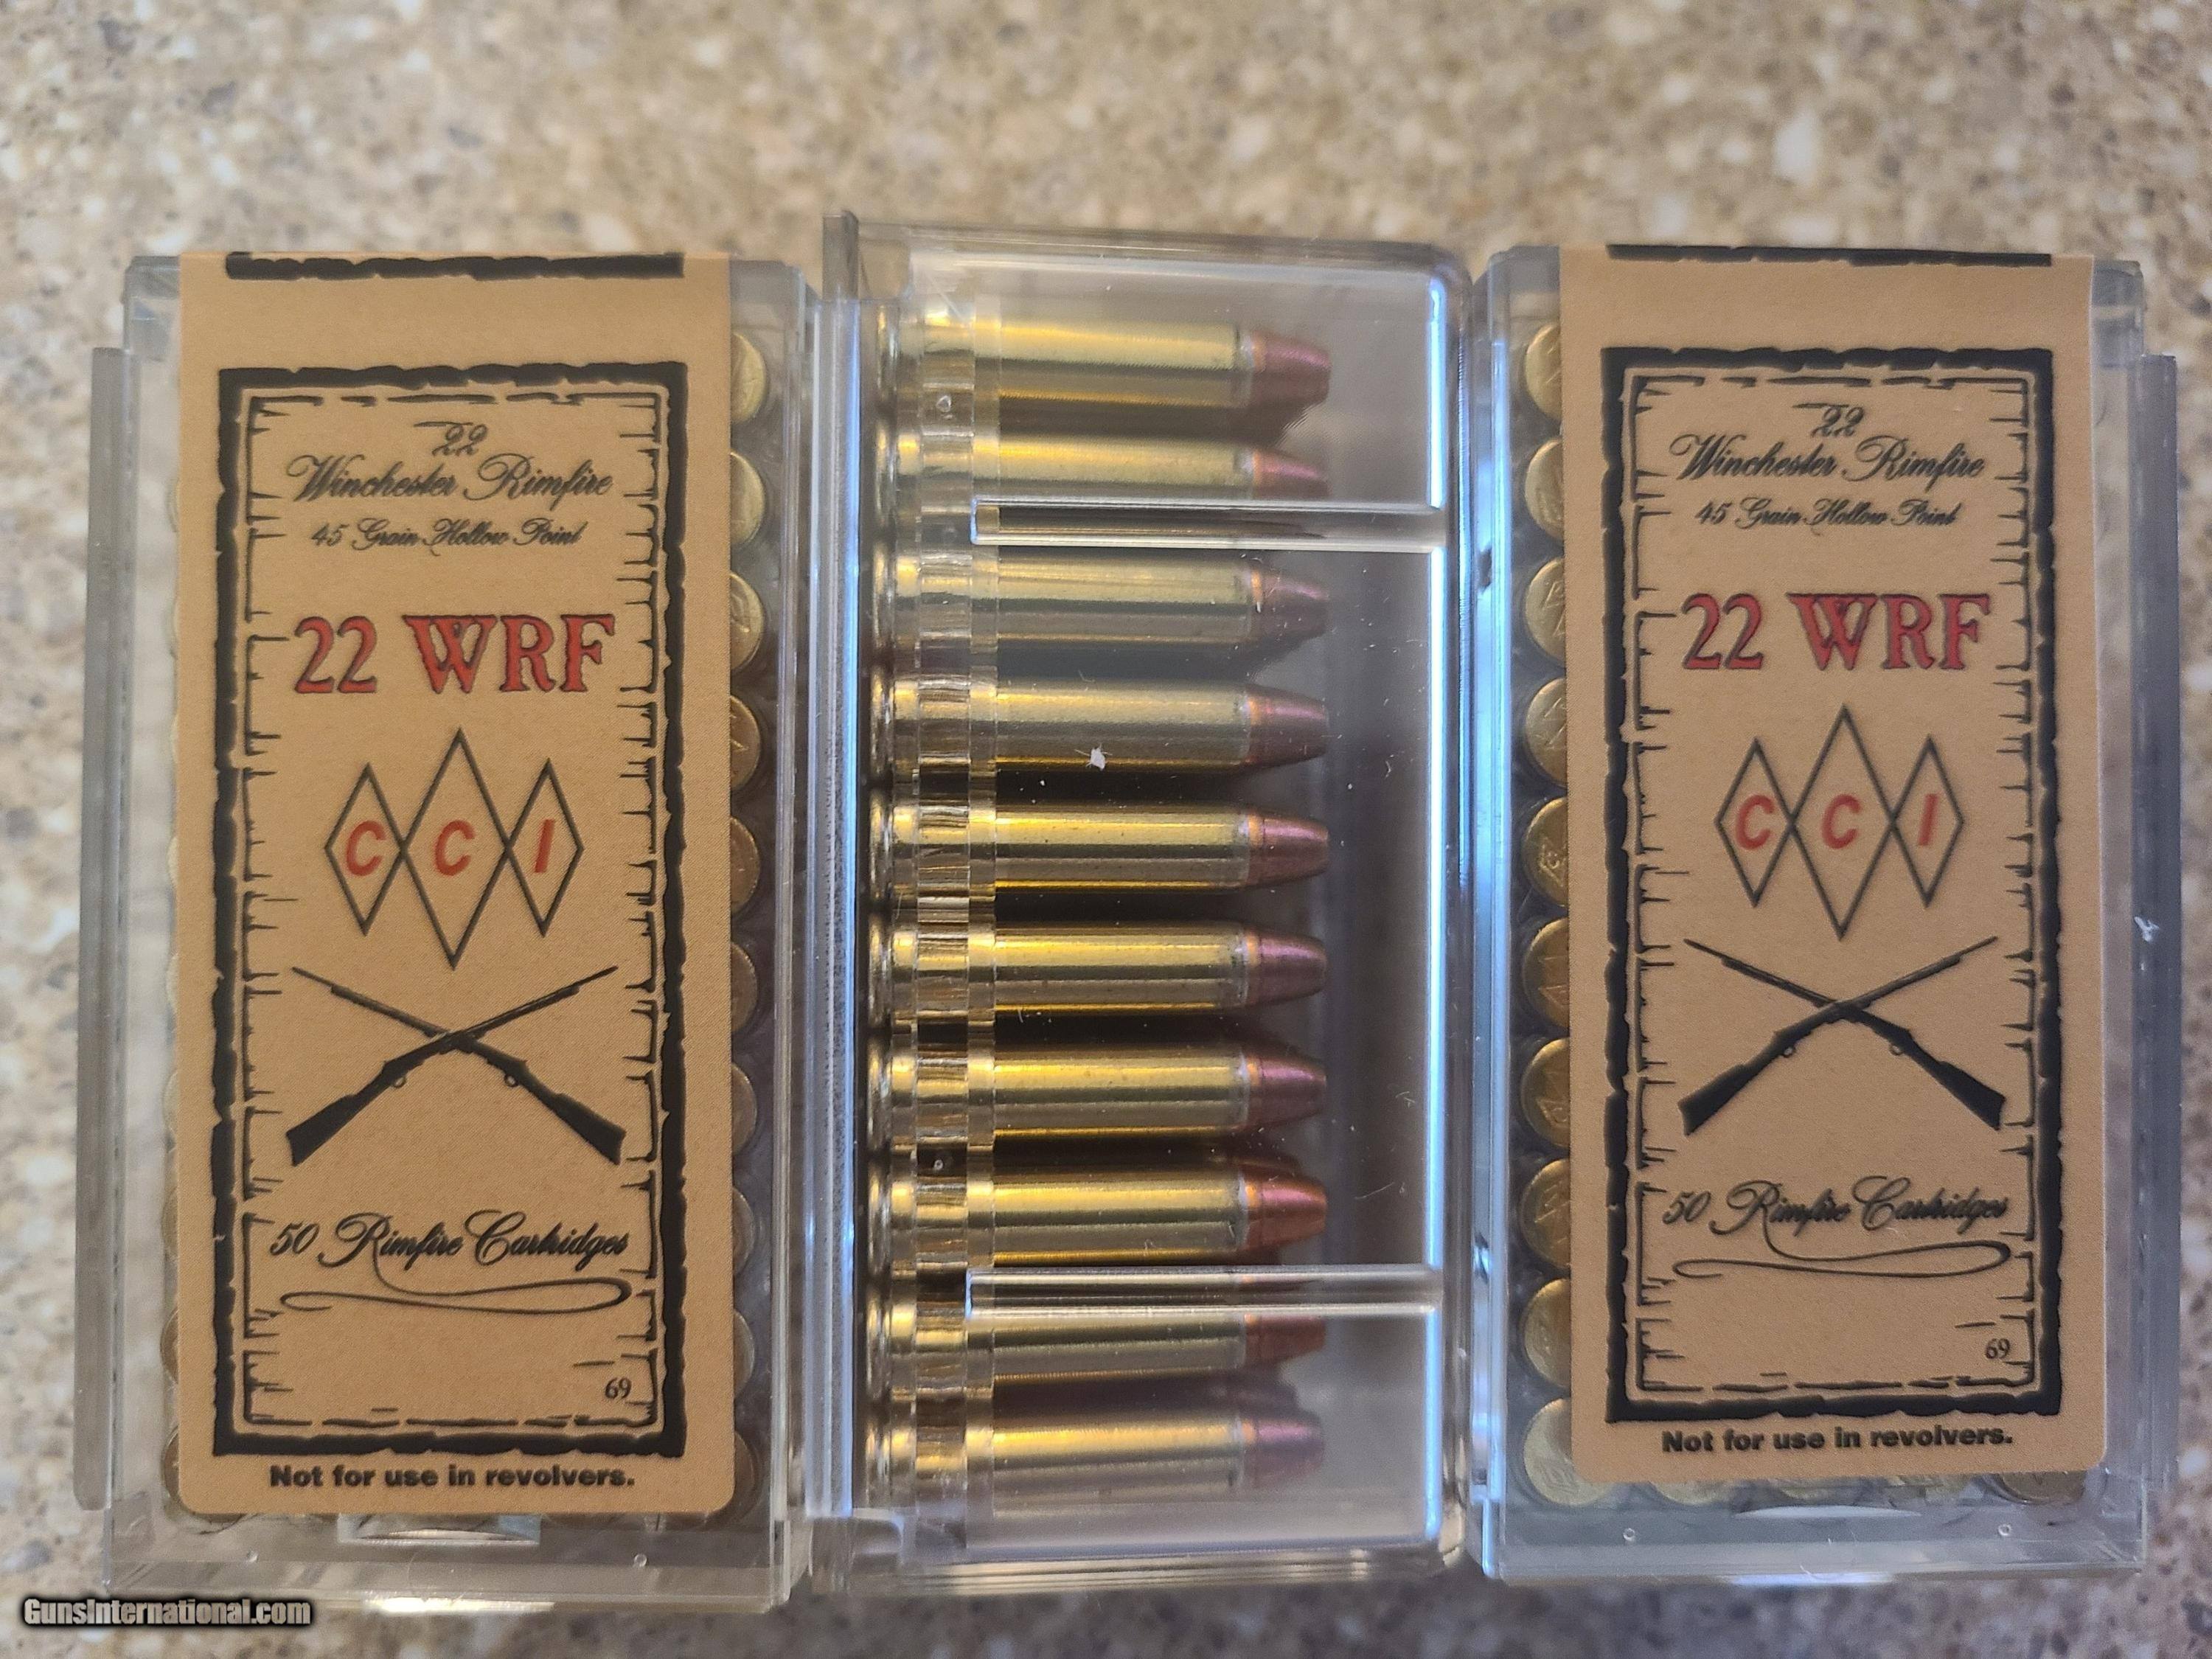 22
Winchester Rimfire
45 Grain Hollow Point
22 WRF
C C I
50 Rimfire Cartridges
69
Not for use in revolvers.
22
Winchester Rimfire
45 Grain Hollow Point
22 WRF
C C I
50 Rimfire Cartridges
69
Not for use in revolvers.
GunsInternational.com